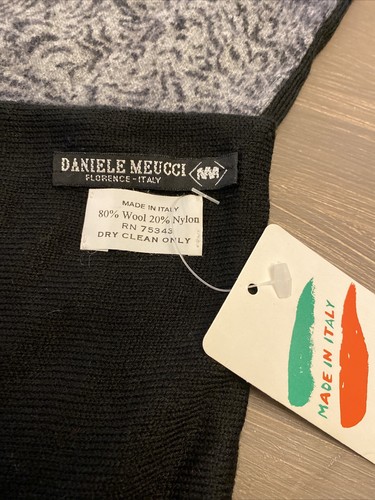 DANIELE MEUCCI
FLORENCE - ITALY
MADE IN ITALY
80% Wool 20% Nylon
RN 75343
DRY CLEAN ONLY
MADE IN ITALY